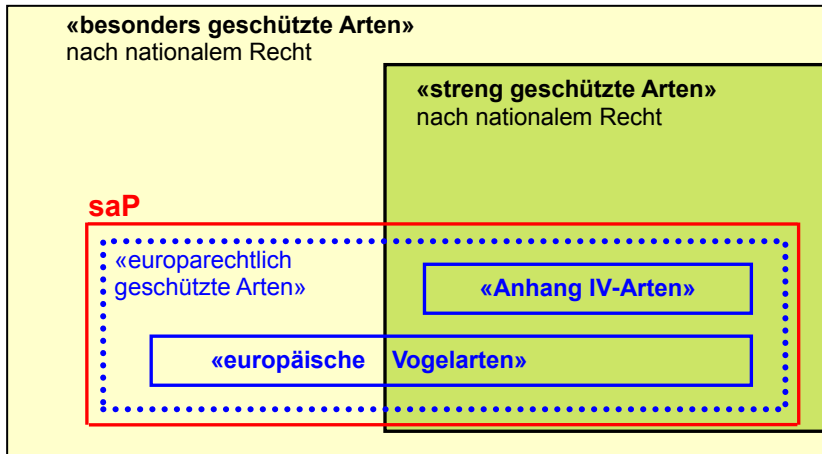 «besonders geschützte Arten»
nach nationalem Recht
«streng geschützte Arten»
nach nationalem Recht
saP
«europarechtlich
geschützte Arten»
«Anhang IV-Arten»
«europäische Vogelarten»